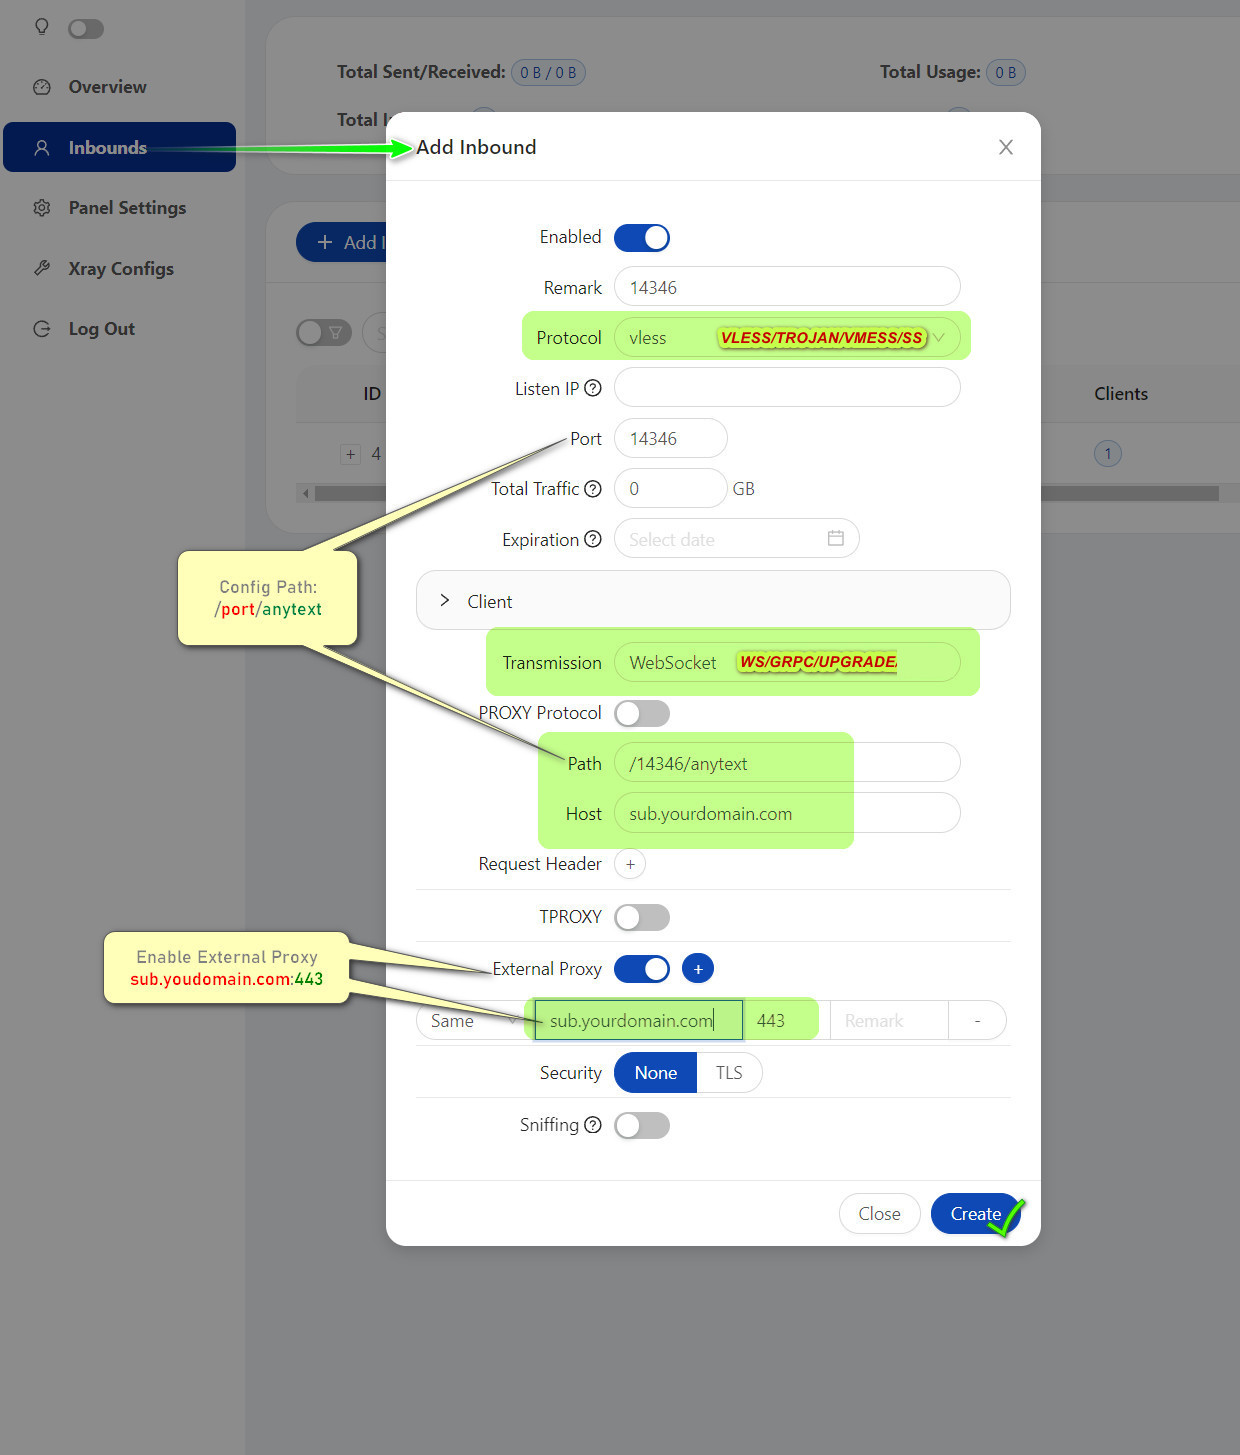 Total Sent/Received: 0 B / 0 B
Total Usage: 0 B
Overview
Total
Inbounds
Add Inbound
Panel Settings
Enabled
+ Add I
Xray Configs
Remark 14346
Log Out
Protocol vless VLESS/TROJAN/VMESS/SS
ID
Listen IP ?
Clients
Port 14346
+ 4
1
Total Traffic ? 0 GB
Expiration ? Select date
Config Path:
/port/anytext
> Client
Transmission WebSocket WS/GRPC/UPGRADE
PROXY Protocol
Path /14346/anytext
Host sub.yourdomain.com
Request Header +
TPROXY
Enable External Proxy
sub.youdomain.com:443
External Proxy +
Same sub.yourdomain.com 443 Remark -
Security None TLS
Sniffing ?
Close Create